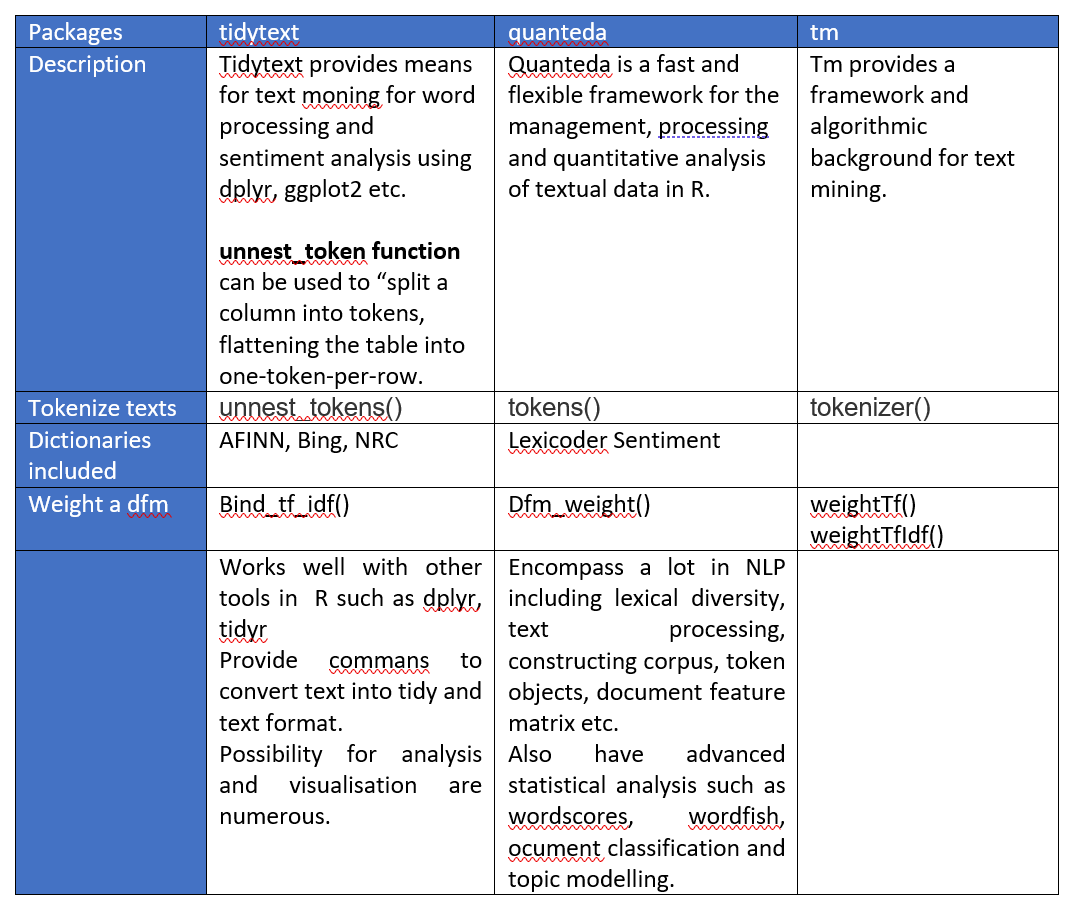 Packages
tidytext
quanteda
tm
Description
Tidytext provides means
for text moning for word
processing and
sentiment analysis using
dplyr, ggplot2 etc.
unnest_token function
can be used to “split a
column into tokens,
flattening the table into
one-token-per-row.
Quanteda is a fast and
flexible framework for the
management, processing
and quantitative analysis
of textual data in R.
Tm provides a
framework and
algorithmic
background for text
mining.
Tokenize texts
unnest_tokens()
tokens()
tokenizer()
Dictionaries
included
AFINN, Bing, NRC
Lexicoder Sentiment
Weight a dfm
Bind_tf_idf()
Dfm_weight()
weightTf()
weightTfIdf()
Works well with other
tools in R such as dplyr,
tidyr
Provide commans to
convert text into tidy and
text format.
Possibility for analysis
and visualisation are
numerous.
Encompass a lot in NLP
including lexical diversity,
text processing,
constructing corpus, token
objects, document feature
matrix etc.
Also have advanced
statistical analysis such as
wordscores, wordfish,
ocument classification and
topic modelling.